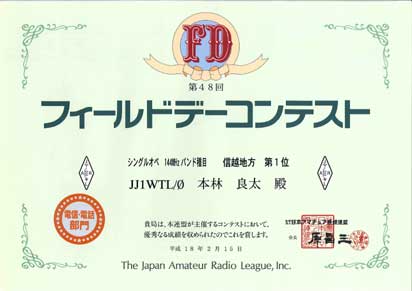 FD
第48回
フィールドデーコンテスト
シングルオペ 144MHzバンド種目 信越地方 第1位
JJ1WTL/Ø 本林 良太 殿
電信・電話
部門
貴局は、本連盟が主催するコンテストにおいて、
優秀なる成績を収められたのでこれを賞します。
平成18年2月15日
日本アマチュア無線連盟
会長 原昌三
The Japan Amateur Radio League, Inc.